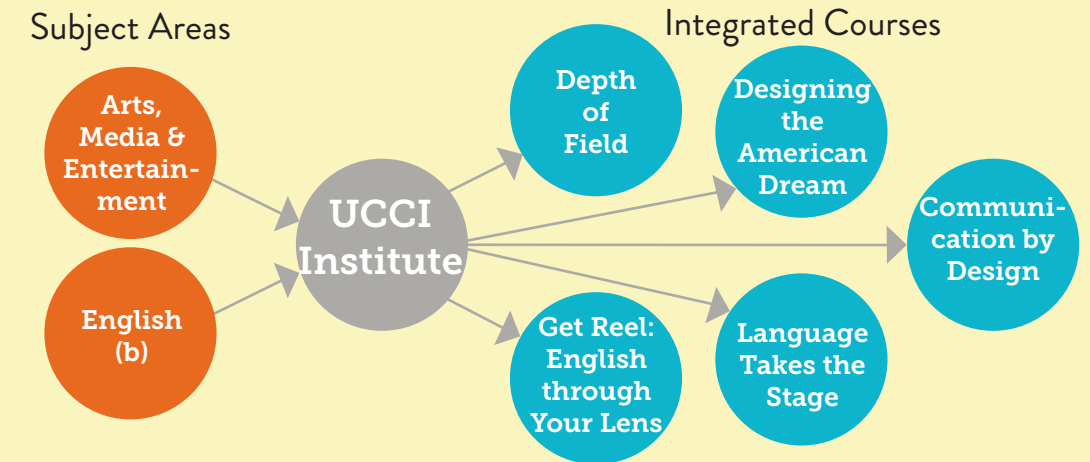 Subject Areas
Integrated Courses
Arts,
Media &
Entertain-
ment
English
(b)
UCCI
Institute
Depth
of
Field
Designing
the
American
Dream
Communi-
cation by
Design
Get Reel:
English
through
Your Lens
Language
Takes the
Stage